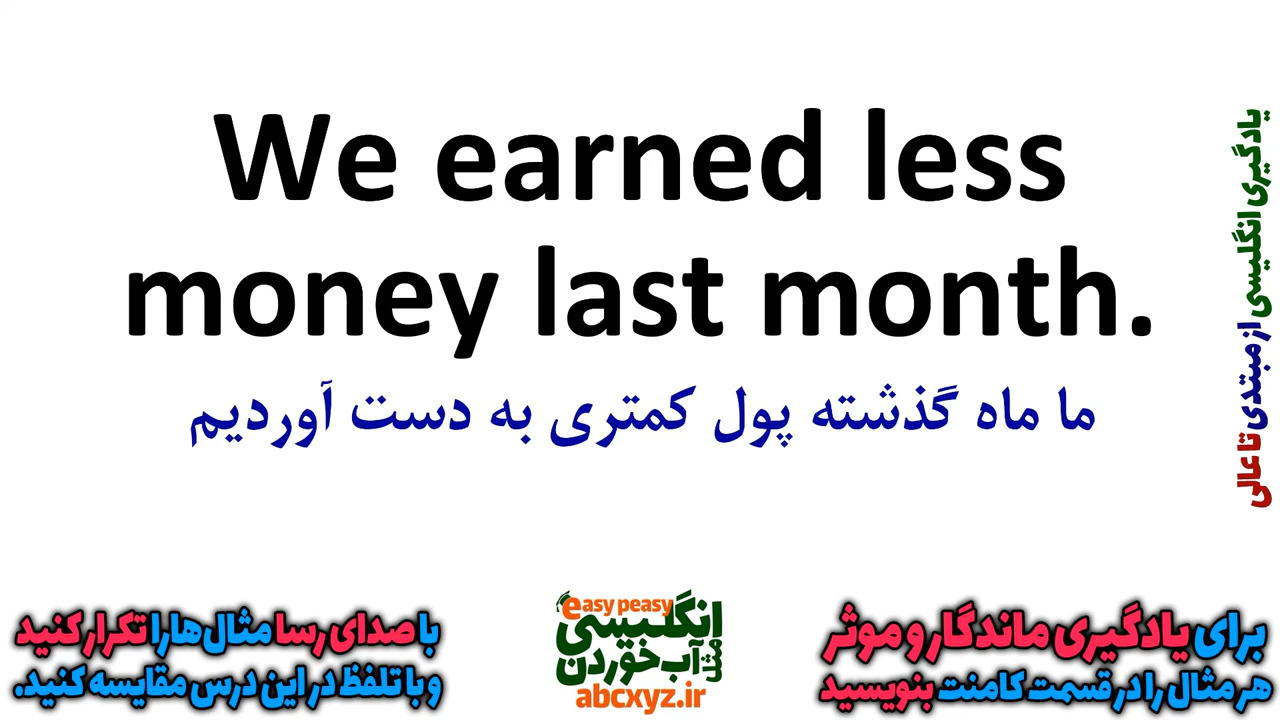 We earned less
money last month.
ما ماه گذشته پول کمتری به دست آوردیم
یادگیری انگلیسی از مبتدی تا عالی
برای یادگیری ماندگار و موثر
هر مثال را در قسمت کامنت بنویسید
easy peasy
انگلیسی
مثل آب خوردن
abcxyz.ir
با صدای رسا مثال‌ها را تکرار کنید
و با تلفظ در این درس مقایسه کنید.